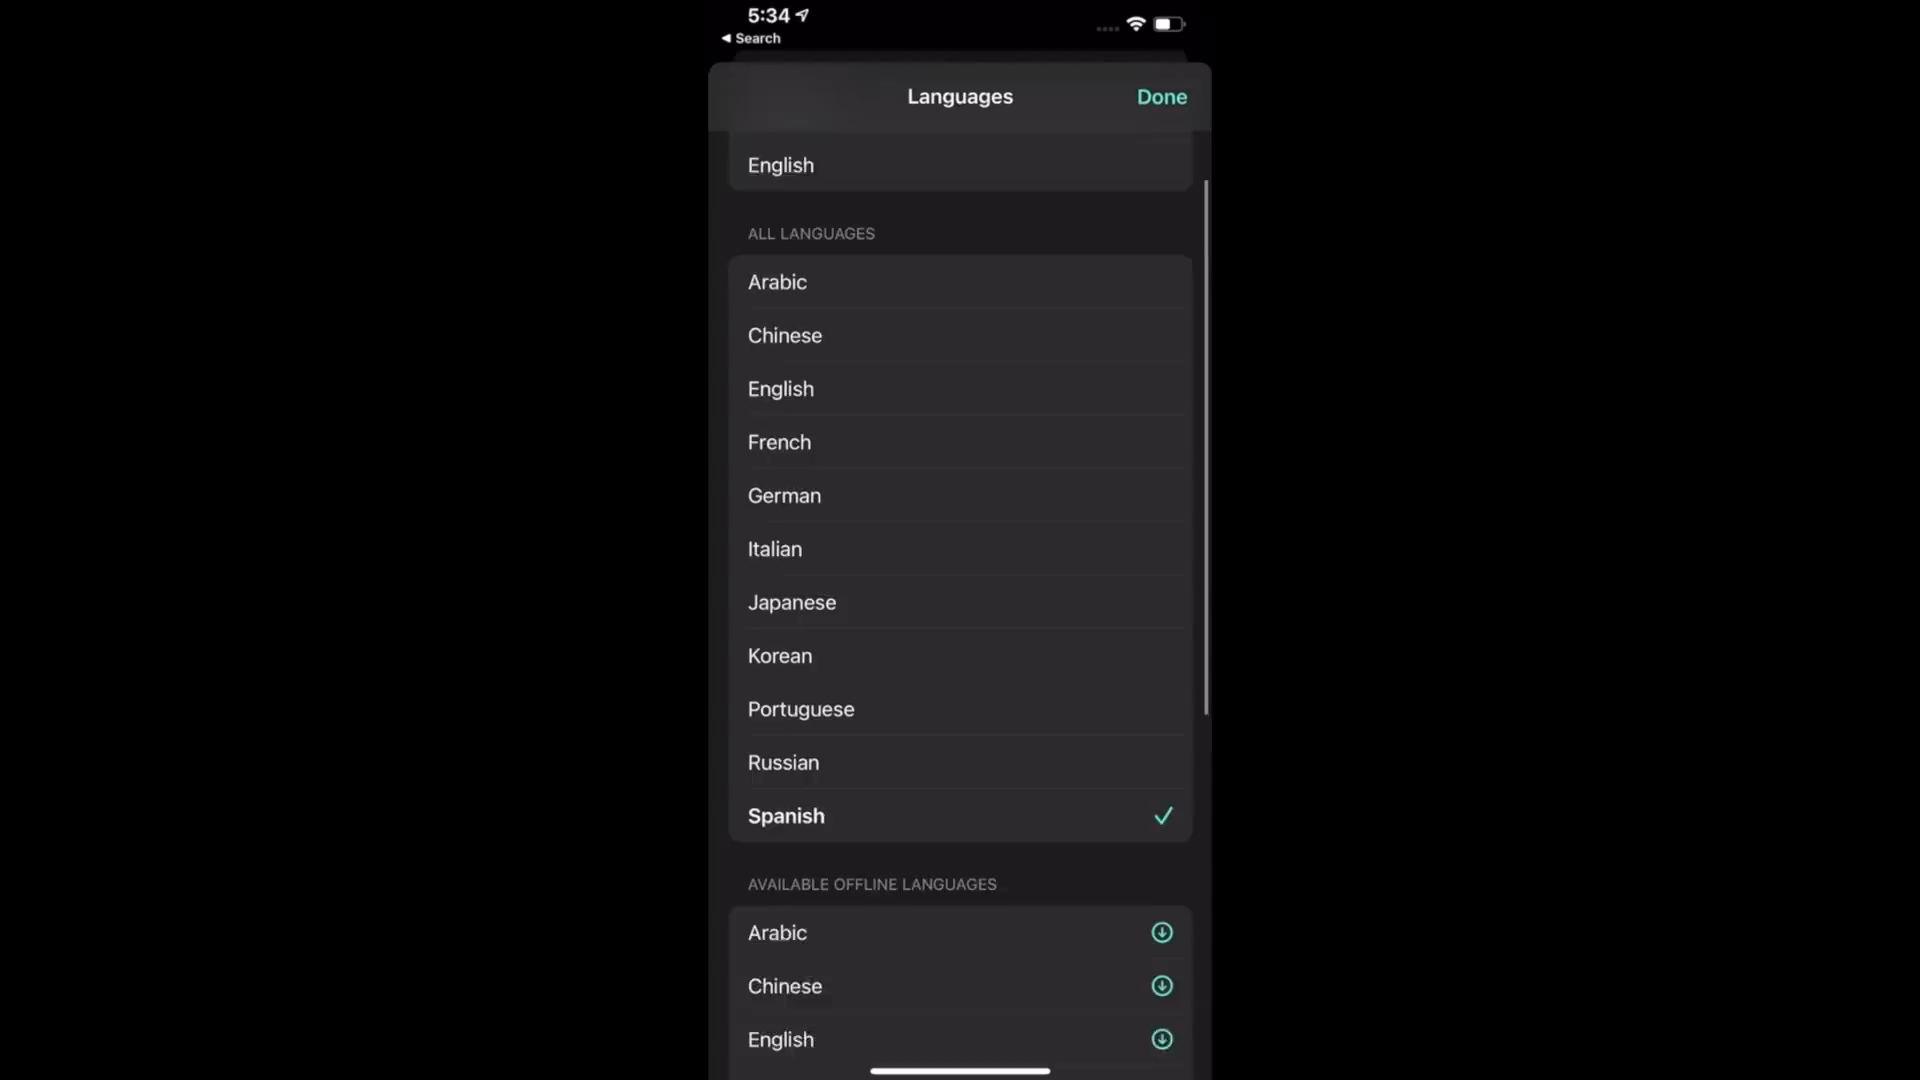 5:34
Search
Languages
Done
English
ALL LANGUAGES
Arabic
Chinese
English
French
German
Italian
Japanese
Korean
Portuguese
Russian
Spanish
AVAILABLE OFFLINE LANGUAGES
Arabic
Chinese
English